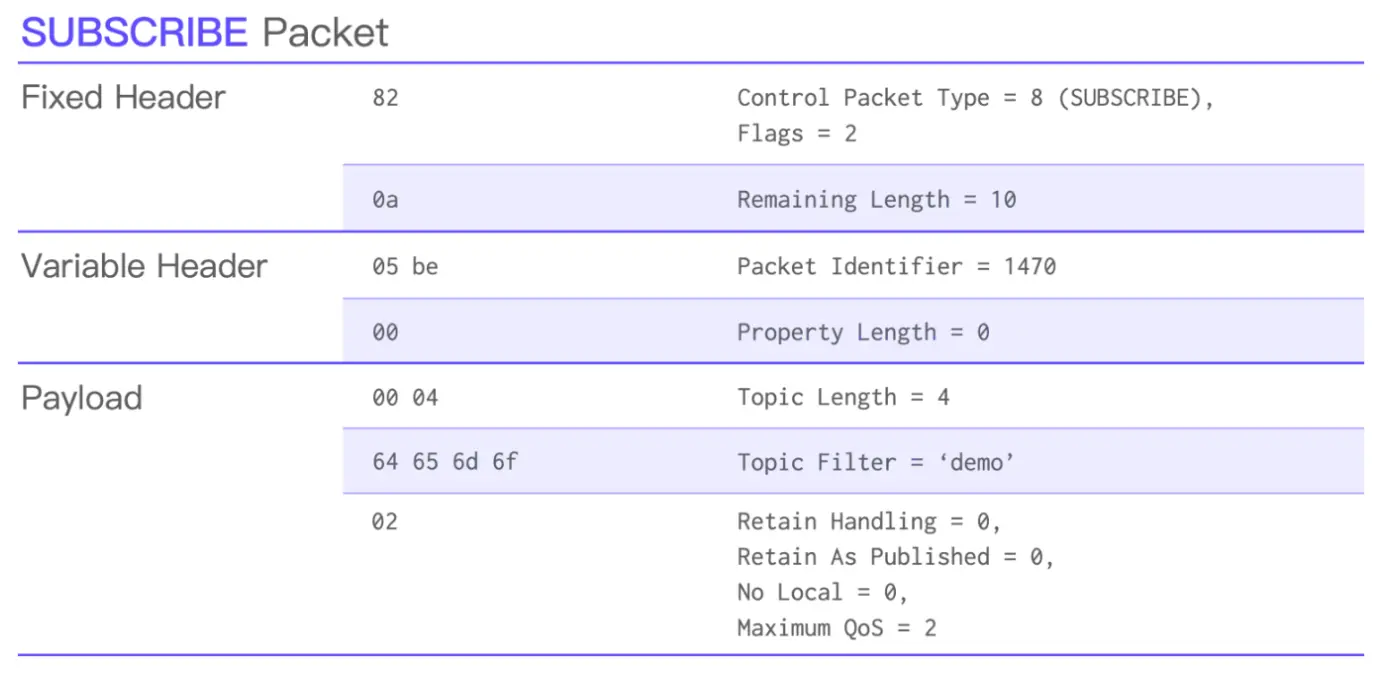 SUBSCRIBE Packet
Fixed Header 82 Control Packet Type = 8 (SUBSCRIBE),
Flags = 2
0a Remaining Length = 10
Variable Header 05 be Packet Identifier = 1470
00 Property Length = 0
Payload 00 04 Topic Length = 4
64 65 6d 6f Topic Filter = ‘demo’
02 Retain Handling = 0,
Retain As Published = 0,
No Local = 0,
Maximum QoS = 2